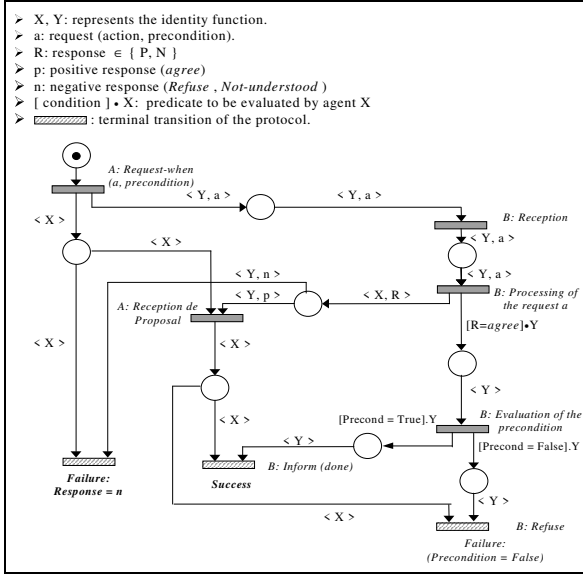 ➢ X, Y: represents the identity function.
➢ a: request (action, precondition).
➢ R: response ∈ { P, N }
➢ p: positive response (agree)
➢ n: negative response (Refuse , Not-understood )
➢ [ condition ] • X: predicate to be evaluated by agent X
➢ : terminal transition of the protocol.
A: Request-when
(a, precondition)
< Y, a >
< Y, a >
< X >
B: Reception
< X >
< Y, a >
< Y, n >
< Y, a >
A: Reception de
Proposal
< Y, p >
< X, R >
B: Processing of
the request a
< X >
< X >
[R=agree]•Y
< Y >
< X >
[Precond = True].Y
B: Evaluation of the
precondition
< Y >
[Precond = False].Y
B: Inform (done)
Failure:
Response = n
Success
< Y >
< X >
B: Refuse
Failure:
(Precondition = False)